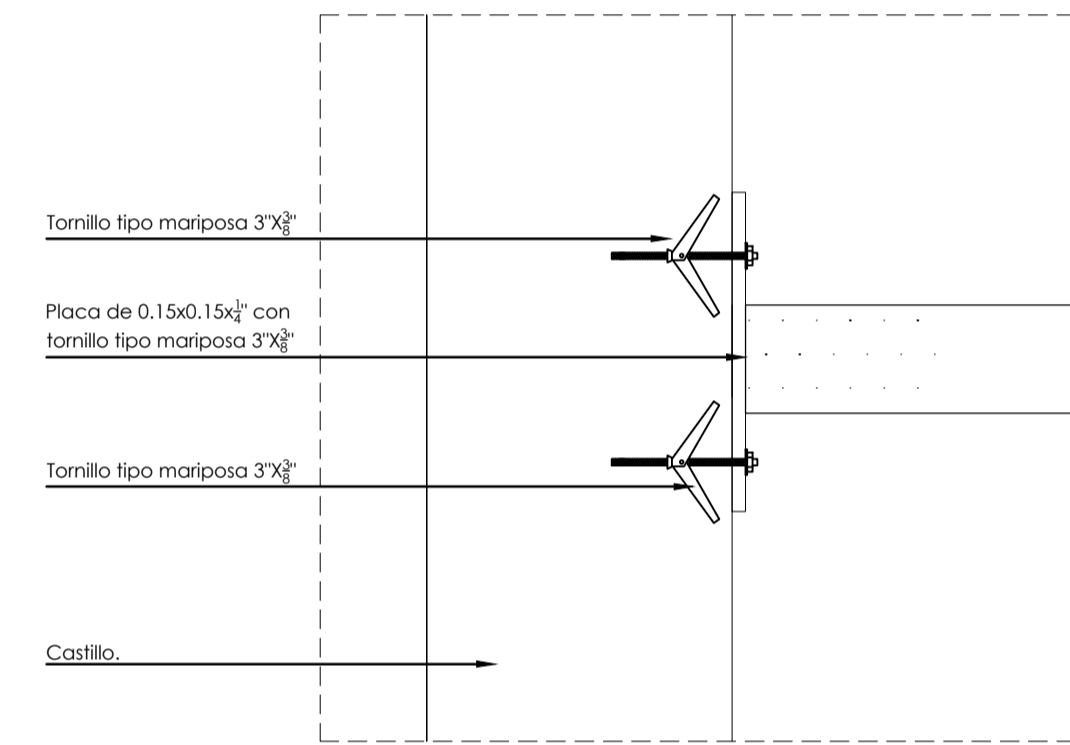 Tornillo tipo mariposa 3"X3/8"
Placa de 0.15x0.15x1/4" con
tornillo tipo mariposa 3"X3/8"
Tornillo tipo mariposa 3"X3/8"
Castillo.